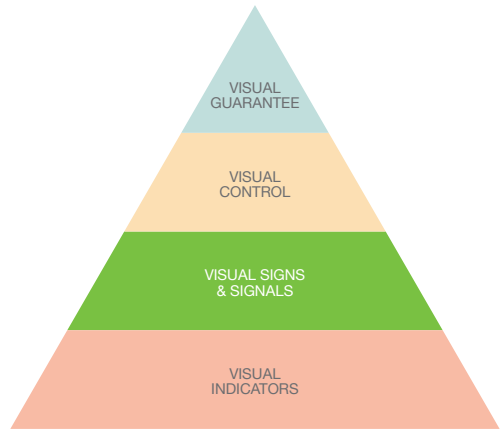 VISUAL
GUARANTEE
VISUAL
CONTROL
VISUAL SIGNS
& SIGNALS
VISUAL
INDICATORS